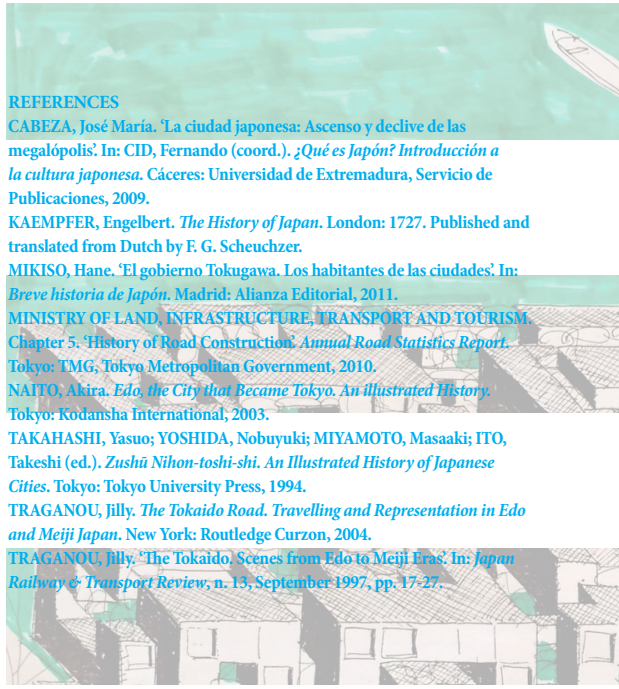 REFERENCES
CABEZA, José María. ‘La ciudad japonesa: Ascenso y declive de las
megalópolis’. In: CID, Fernando (coord.). ¿Qué es Japón? Introducción a
la cultura japonesa. Cáceres: Universidad de Extremadura, Servicio de
Publicaciones, 2009.
KAEMPFER, Engelbert. The History of Japan. London: 1727. Published and
translated from Dutch by F. G. Scheuchzer.
MIKISO, Hane. ‘El gobierno Tokugawa. Los habitantes de las ciudades’. In:
Breve historia de Japón. Madrid: Alianza Editorial, 2011.
MINISTRY OF LAND, INFRASTRUCTURE, TRANSPORT AND TOURISM.
Chapter 5. ‘History of Road Construction’. Annual Road Statistics Report.
Tokyo: TMG, Tokyo Metropolitan Government, 2010.
NAITO, Akira. Edo, the City that Became Tokyo. An illustrated History.
Tokyo: Kodansha International, 2003.
TAKAHASHI, Yasuo; YOSHIDA, Nobuyuki; MIYAMOTO, Masaaki; ITO,
Takeshi (ed.). Zushū Nihon-toshi-shi. An Illustrated History of Japanese
Cities. Tokyo: Tokyo University Press, 1994.
TRAGANOU, Jilly. The Tokaido Road. Travelling and Representation in Edo
and Meiji Japan. New York: Routledge Curzon, 2004.
TRAGANOU, Jilly. ‘The Tokaido. Scenes from Edo to Meiji Eras’. In: Japan
Railway & Transport Review, n. 13, September 1997, pp. 17-27.